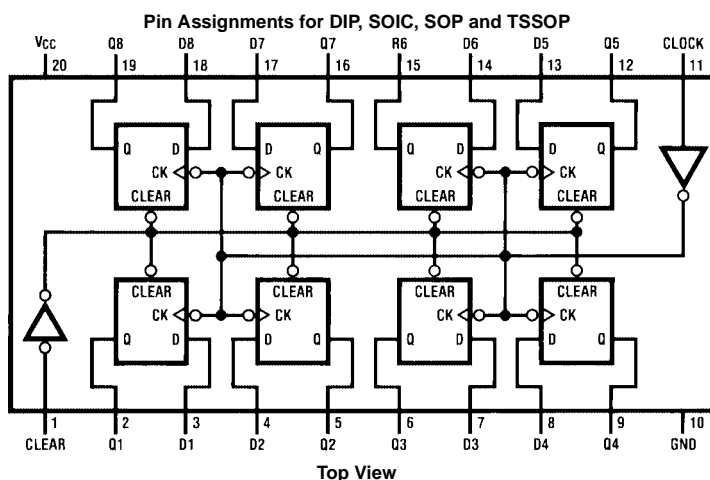 Pin Assignments for DIP, SOIC, SOP and TSSOP
VCC Q8 D8 D7 Q7 R6 D6 D5 Q5 CLOCK
20 19 18 17 16 15 14 13 12 11
Q D D Q Q D D Q
CK CK CK CK
CLEAR CLEAR CLEAR CLEAR
CLEAR CLEAR CLEAR CLEAR
CK CK CK CK
Q D D Q Q D D Q
1 2 3 4 5 6 7 8 9 10
CLEAR Q1 D1 D2 Q2 Q3 D3 D4 Q4 GND
Top View